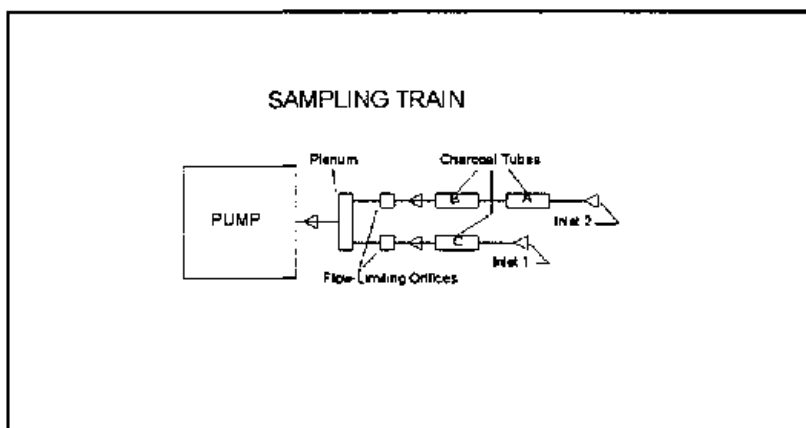 SAMPLING TRAIN
Plenum
Charcoal Tubes
B
A
PUMP
Inlet 2
C
Inlet 1
Flow-Limiting Orifices